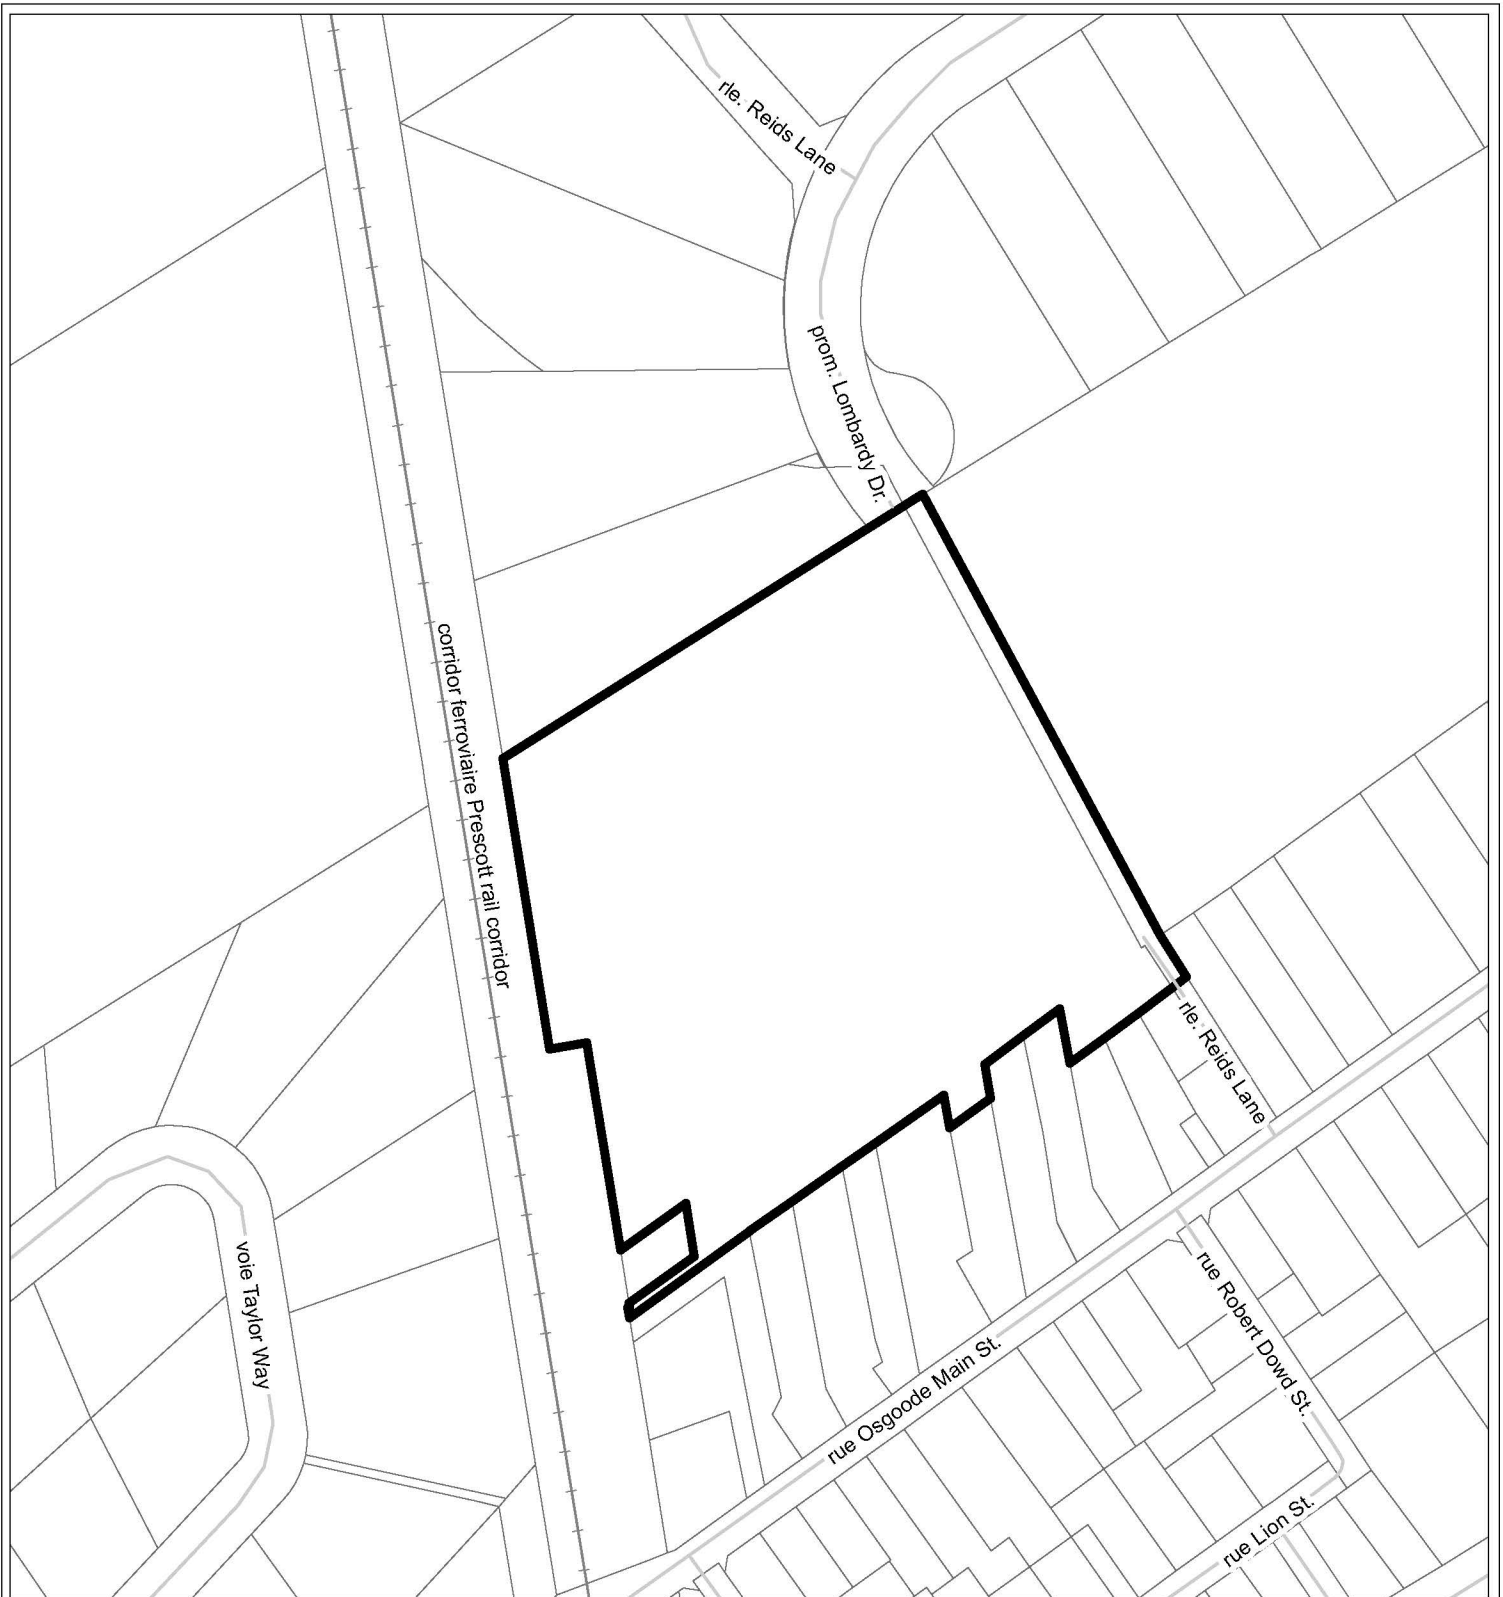 rle. Reids Lane
prom. Lombardy Dr.
corridor ferroviaire Prescott rail corridor
rle. Reids Lane
voie Taylor Way
rue Robert Dowd St.
rue Osgoode Main St.
rue Lion St.